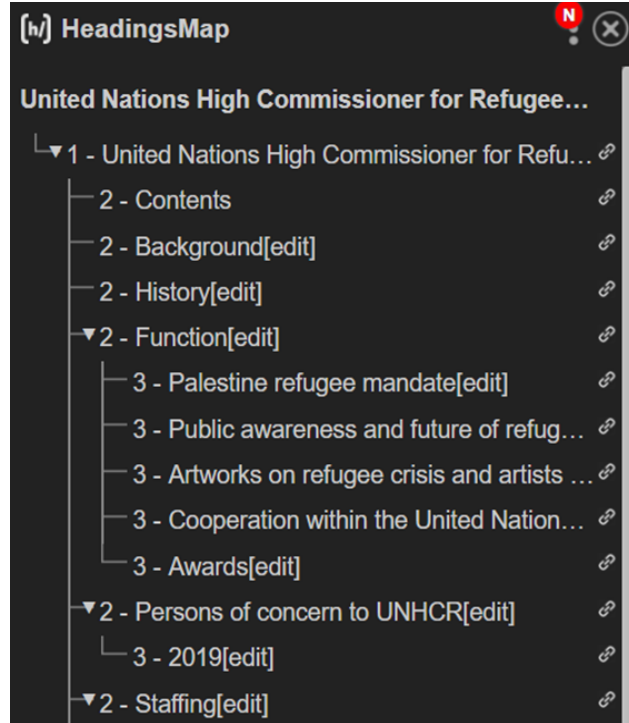 [h/] HeadingsMap N
United Nations High Commissioner for Refugee...
1 - United Nations High Commissioner for Refu...
2 - Contents
2 - Background[edit]
2 - History[edit]
2 - Function[edit]
3 - Palestine refugee mandate[edit]
3 - Public awareness and future of refug...
3 - Artworks on refugee crisis and artists ...
3 - Cooperation within the United Nation...
3 - Awards[edit]
2 - Persons of concern to UNHCR[edit]
3 - 2019[edit]
2 - Staffing[edit]